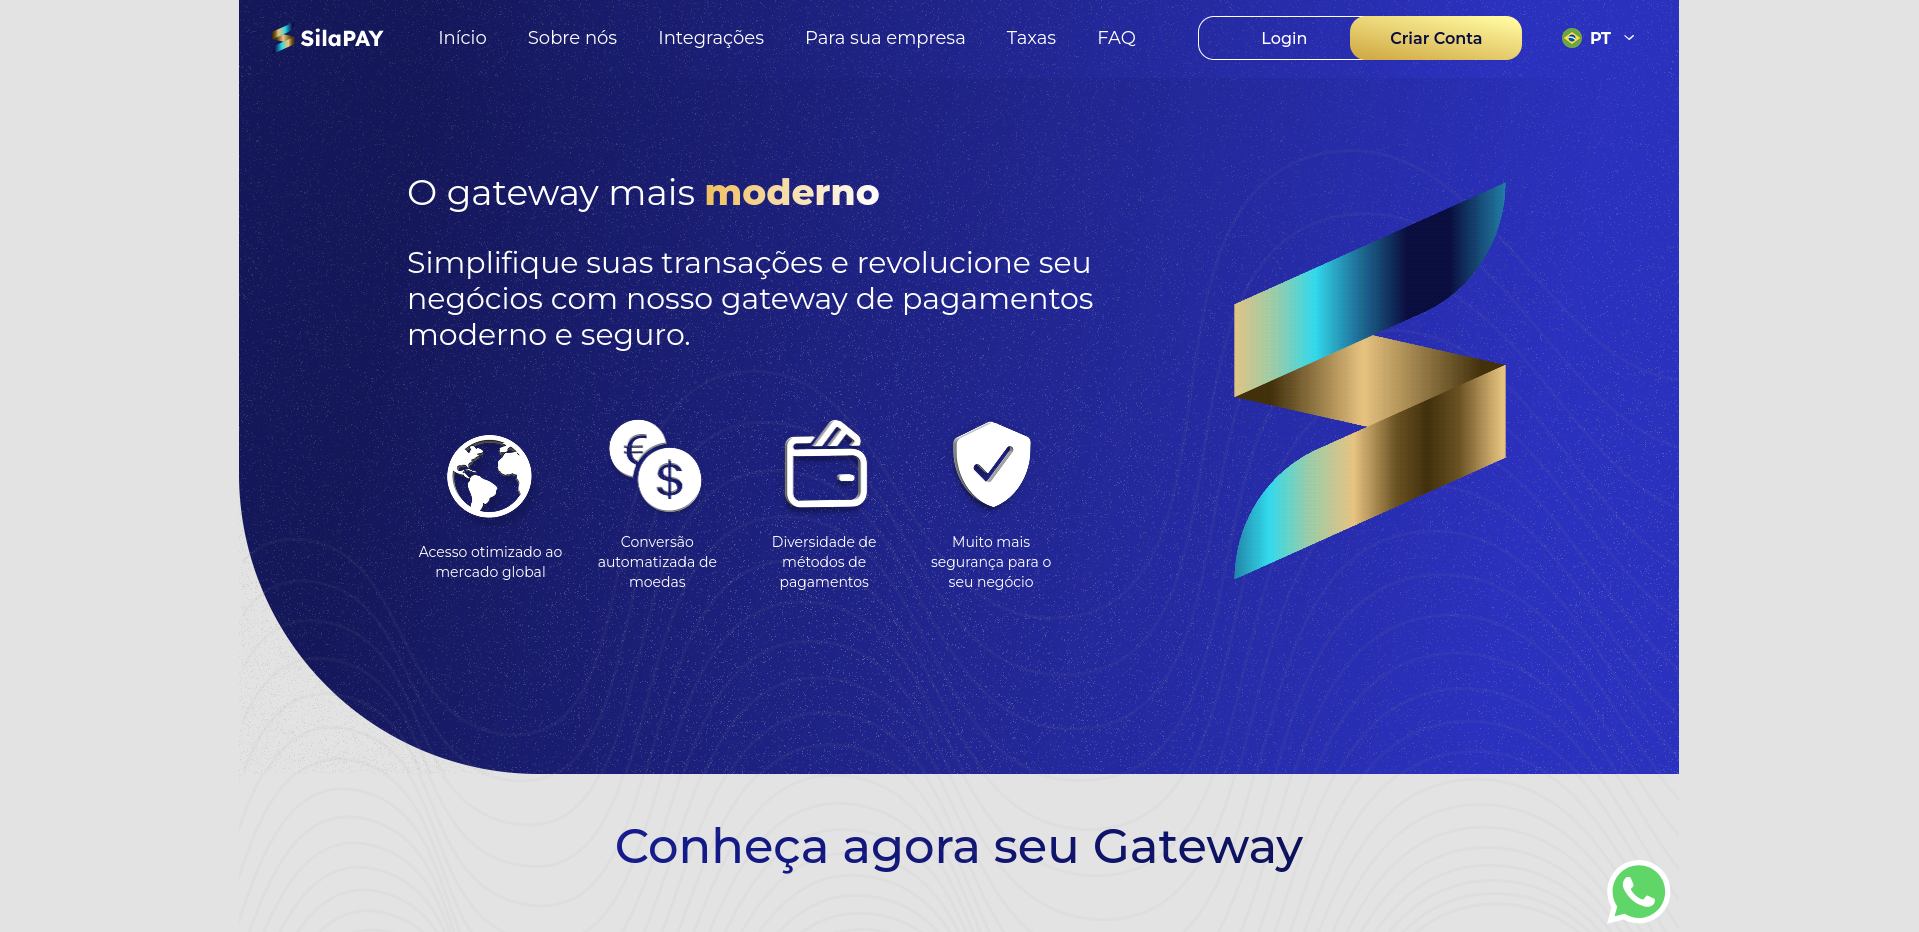 SilaPAY
Início
Sobre nós
Integrações
Para sua empresa
Taxas
FAQ
Login
Criar Conta
PT
O gateway mais moderno
Simplifique suas transações e revolucione seu
negócios com nosso gateway de pagamentos
moderno e seguro.
€
$
Acesso otimizado ao
mercado global
Conversão
automatizada de
moedas
Diversidade de
métodos de
pagamentos
Muito mais
segurança para o
seu negócio
Conheça agora seu Gateway